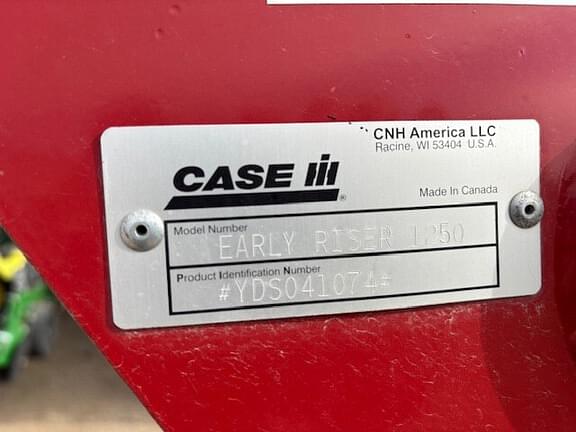 CNH America LLC
Racine, WI 53404 U.S.A.
CASE IH
®
Made In Canada
Model Number
EARLY RISER 1250
Product Identification Number
#YDS041074#